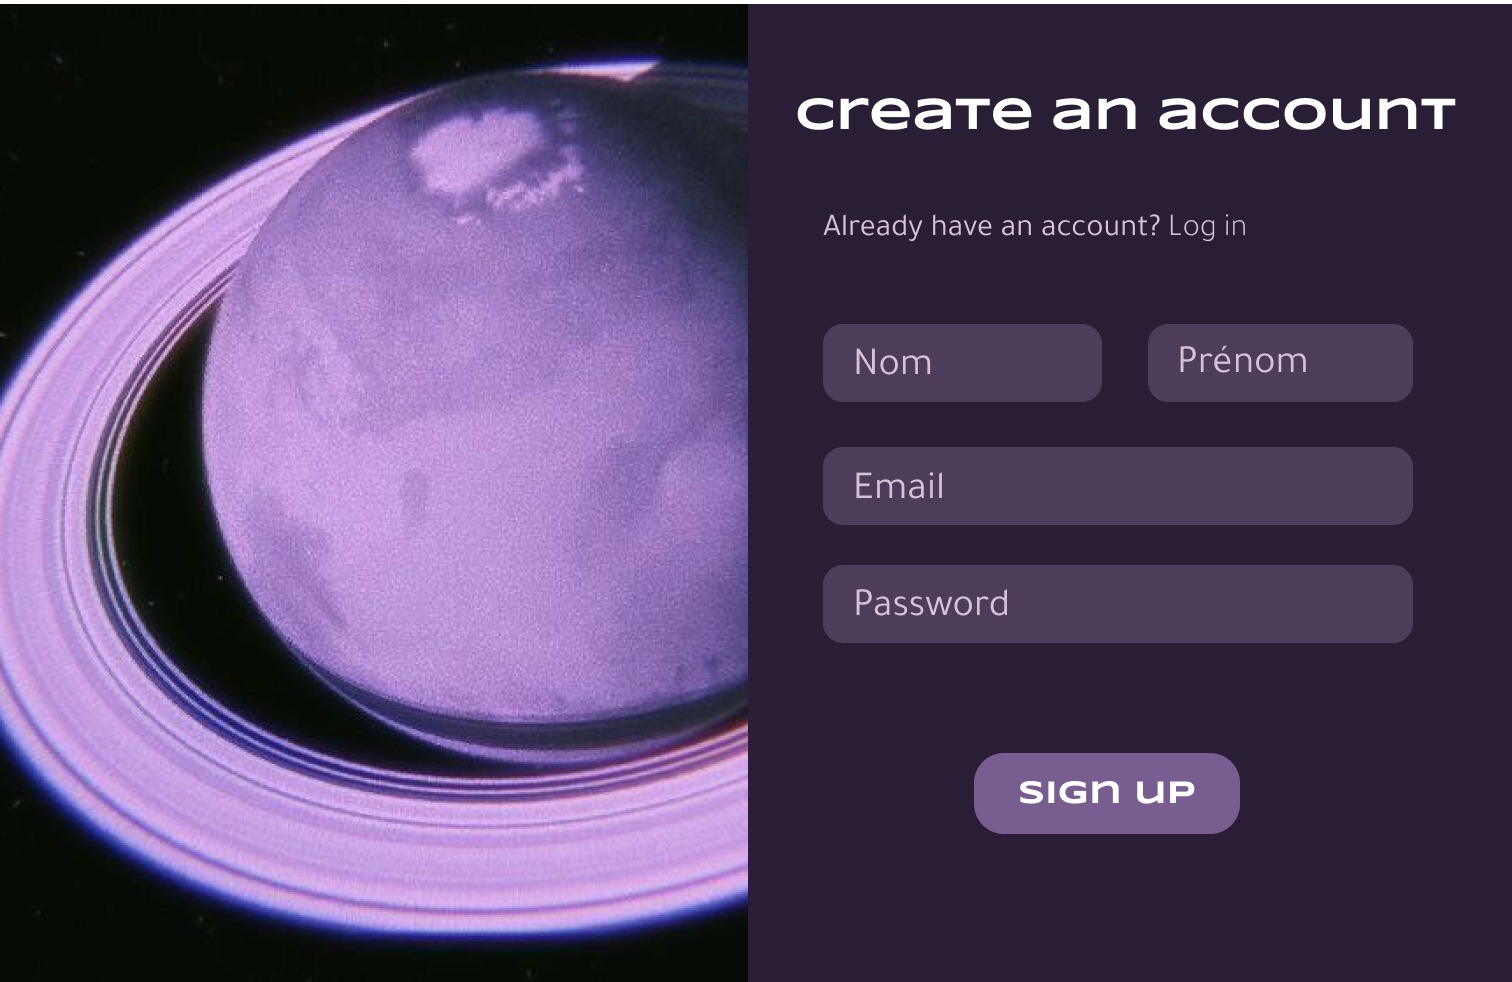 Create an account
Already have an account? Log in
Nom
Prénom
Email
Password
SIGN UP